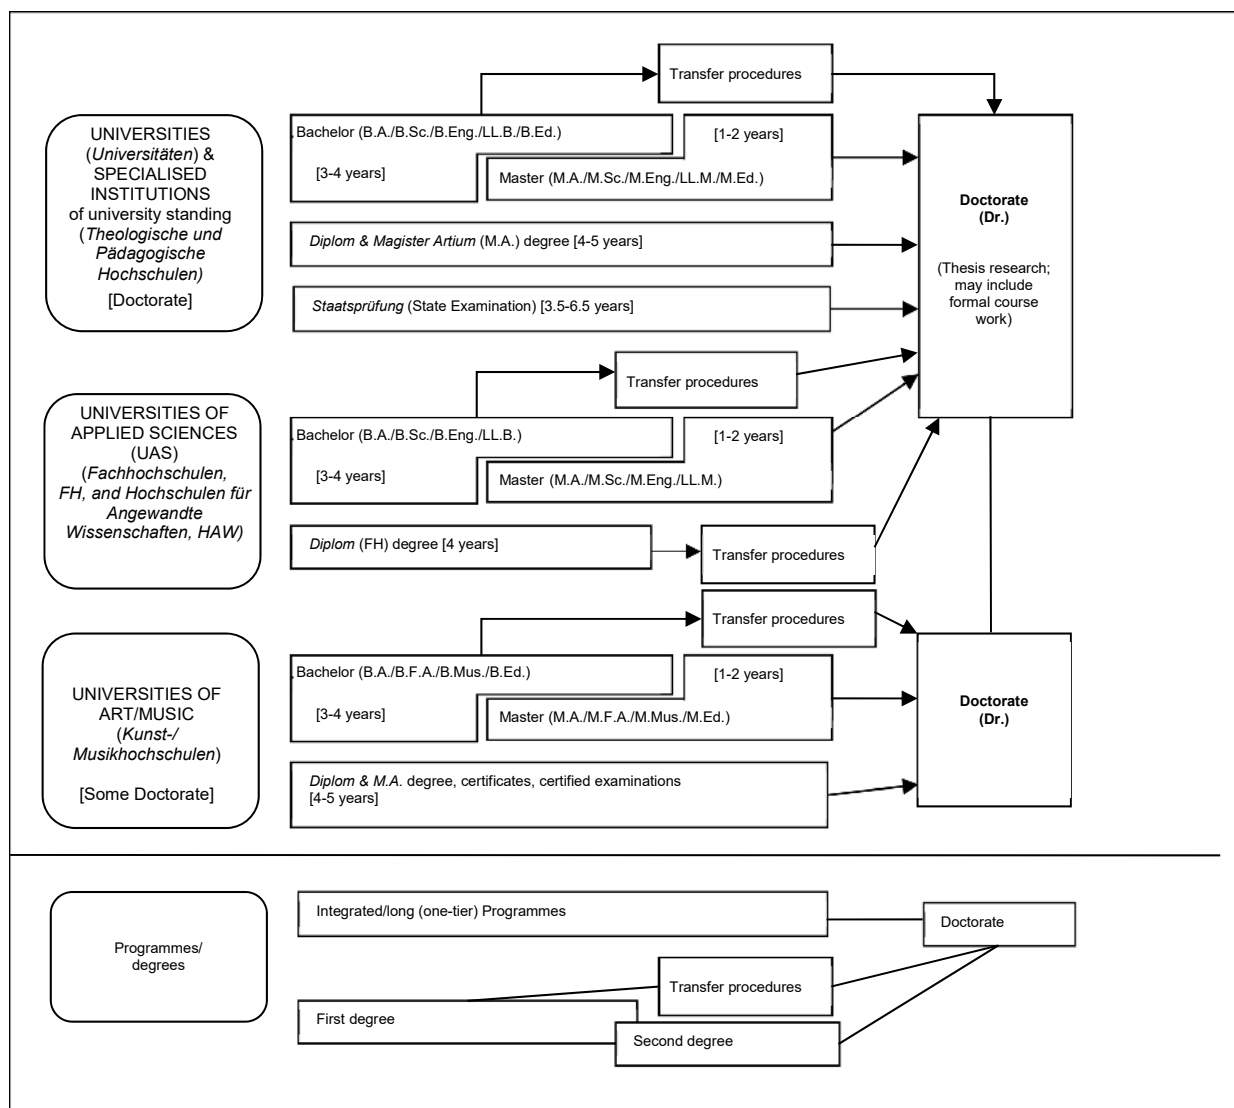 Transfer procedures
UNIVERSITIES
(Universitäten) &
SPECIALISED
INSTITUTIONS
of university standing
(Theologische und
Pädagogische
Hochschulen)
[Doctorate]
Bachelor (B.A./B.Sc./B.Eng./LL.B./B.Ed.)
[1-2 years]
[3-4 years]
Master (M.A./M.Sc./M.Eng./LL.M./M.Ed.)
Diplom & Magister Artium (M.A.) degree [4-5 years]
Staatsprüfung (State Examination) [3.5-6.5 years]
Doctorate
(Dr.)
(Thesis research;
may include
formal course
work)
Transfer procedures
UNIVERSITIES OF
APPLIED SCIENCES
(UAS)
(Fachhochschulen,
FH, and Hochschulen für
Angewandte
Wissenschaften, HAW)
Bachelor (B.A./B.Sc./B.Eng./LL.B.)
[1-2 years]
[3-4 years]
Master (M.A./M.Sc./M.Eng./LL.M.)
Diplom (FH) degree [4 years]
Transfer procedures
Transfer procedures
UNIVERSITIES OF
ART/MUSIC
(Kunst-/
Musikhochschulen)
[Some Doctorate]
Bachelor (B.A./B.F.A./B.Mus./B.Ed.)
[1-2 years]
[3-4 years]
Master (M.A./M.F.A./M.Mus./M.Ed.)
Diplom & M.A. degree, certificates, certified examinations
[4-5 years]
Doctorate
(Dr.)
Programmes/
degrees
Integrated/long (one-tier) Programmes
Doctorate
Transfer procedures
First degree
Second degree